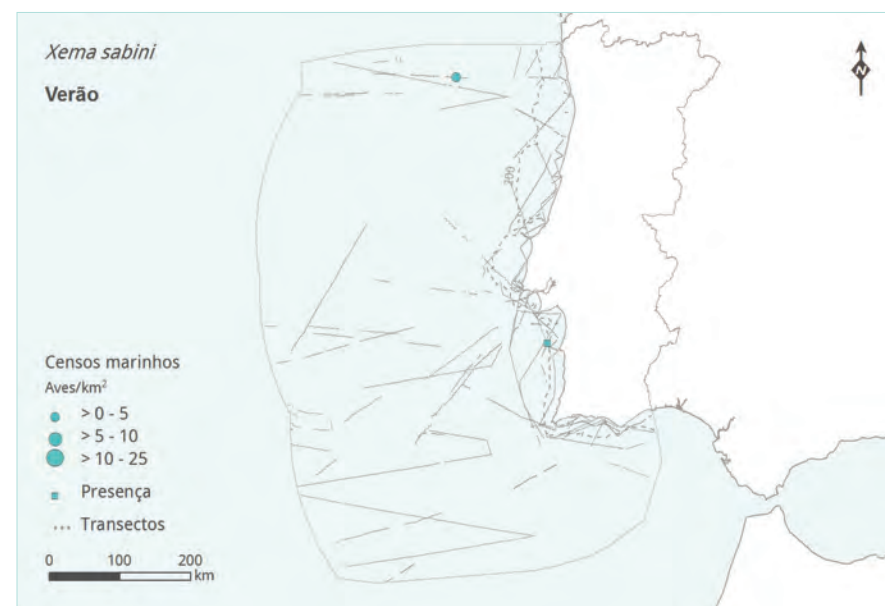 Xema sabini
Verão
N
200
Censos marinhos
Aves/km²
> 0 - 5
> 5 - 10
> 10 - 25
Presença
Transectos
0 100 200
km